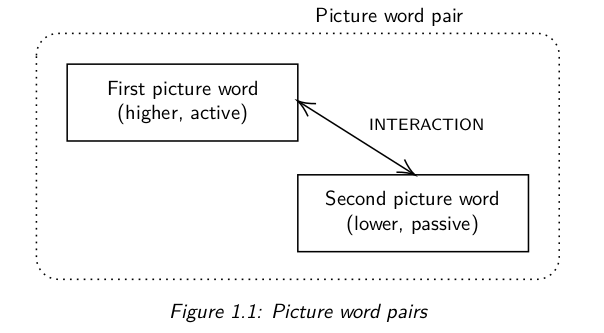 Picture word pair
First picture word
(higher, active)
INTERACTION
Second picture word
(lower, passive)
Figure 1.1: Picture word pairs